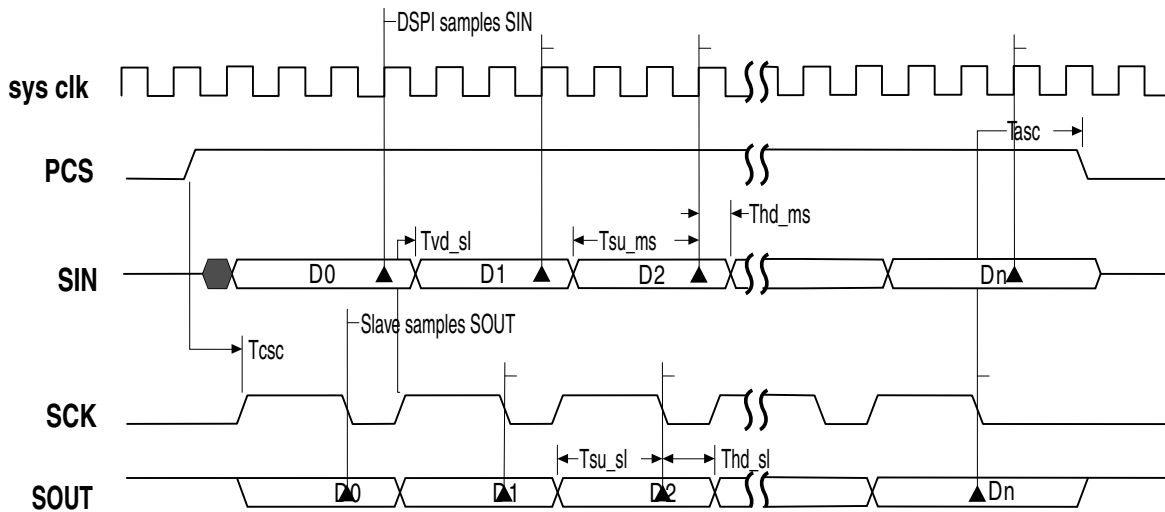 DSPI samples SIN
sys clk
Tasc
PCS
Thd_ms
Tvd_sl
Tsu_ms
SIN
D0
D1
D2
Dn
Slave samples SOUT
Tcsc
SCK
Tsu_sl
Thd_sl
SOUT
D0
D1
D2
Dn